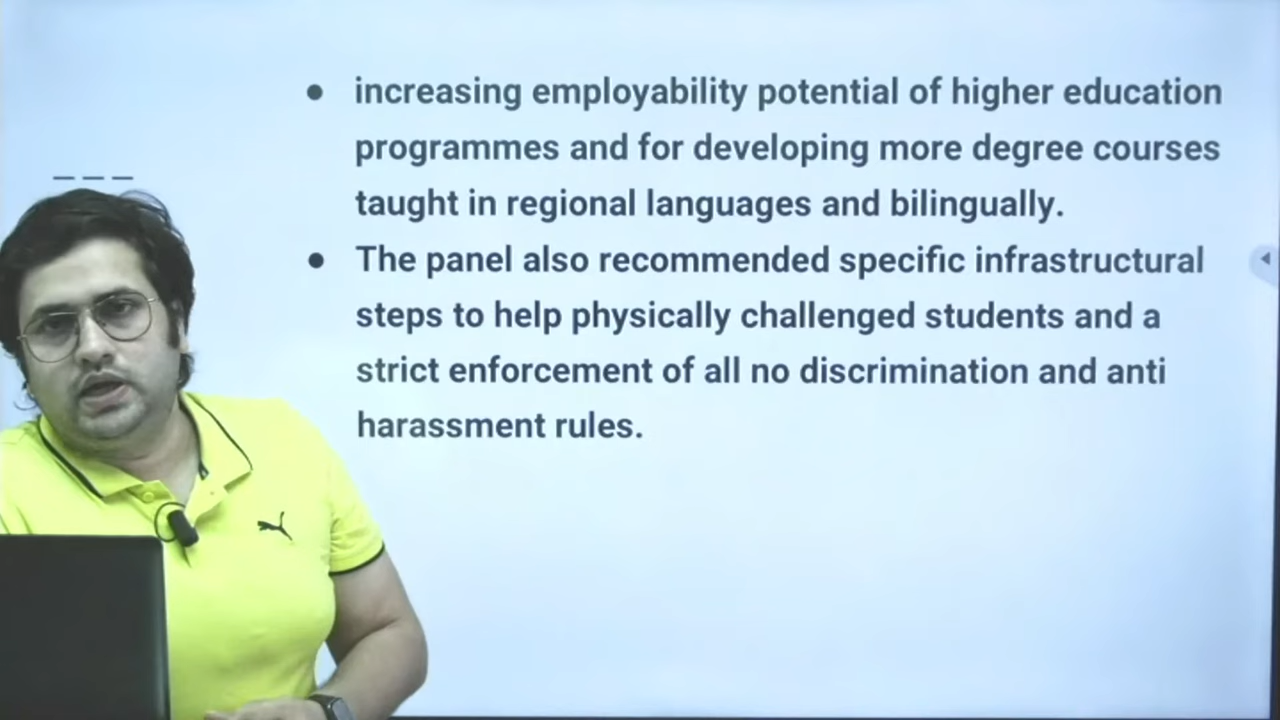 ● increasing employability potential of higher education
programmes and for developing more degree courses
taught in regional languages and bilingually.
● The panel also recommended specific infrastructural
steps to help physically challenged students and a
strict enforcement of all no discrimination and anti
harassment rules.